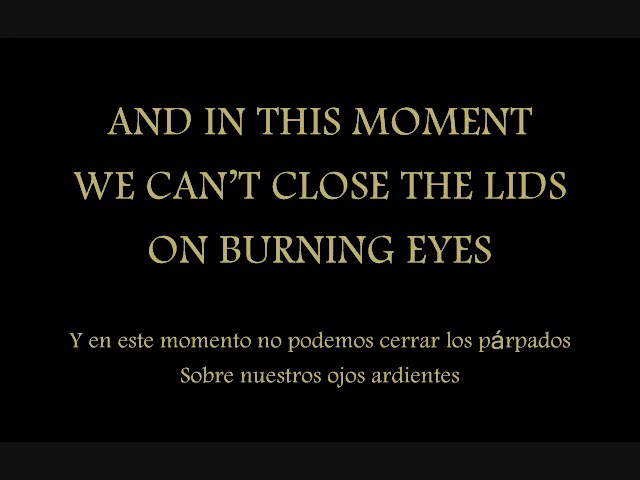 AND IN THIS MOMENT
WE CAN'T CLOSE THE LIDS
ON BURNING EYES
Y en este momento no podemos cerrar los párpados
Sobre nuestros ojos ardientes